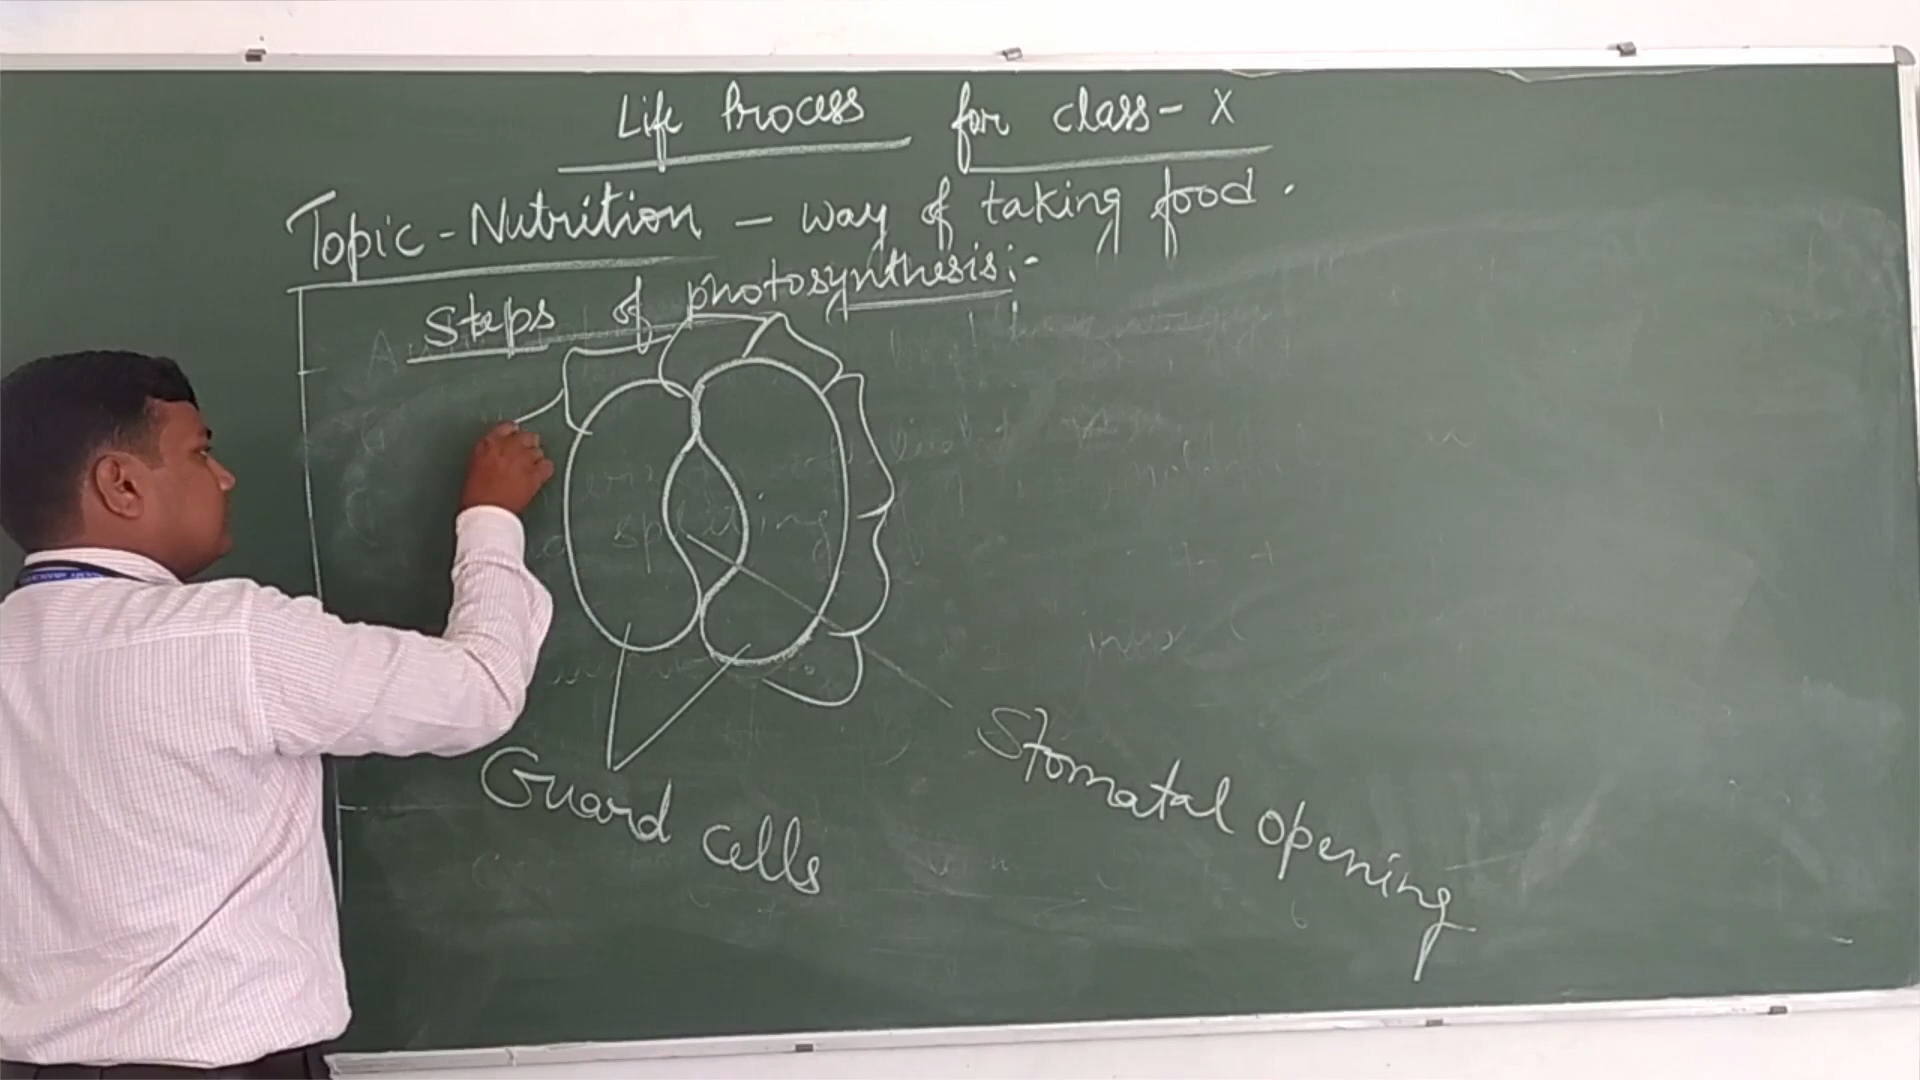 Life Process for class - X
Topic - Nutrition - way of taking food.
Steps of photosynthesis:-
Guard cells
Stomatal opening